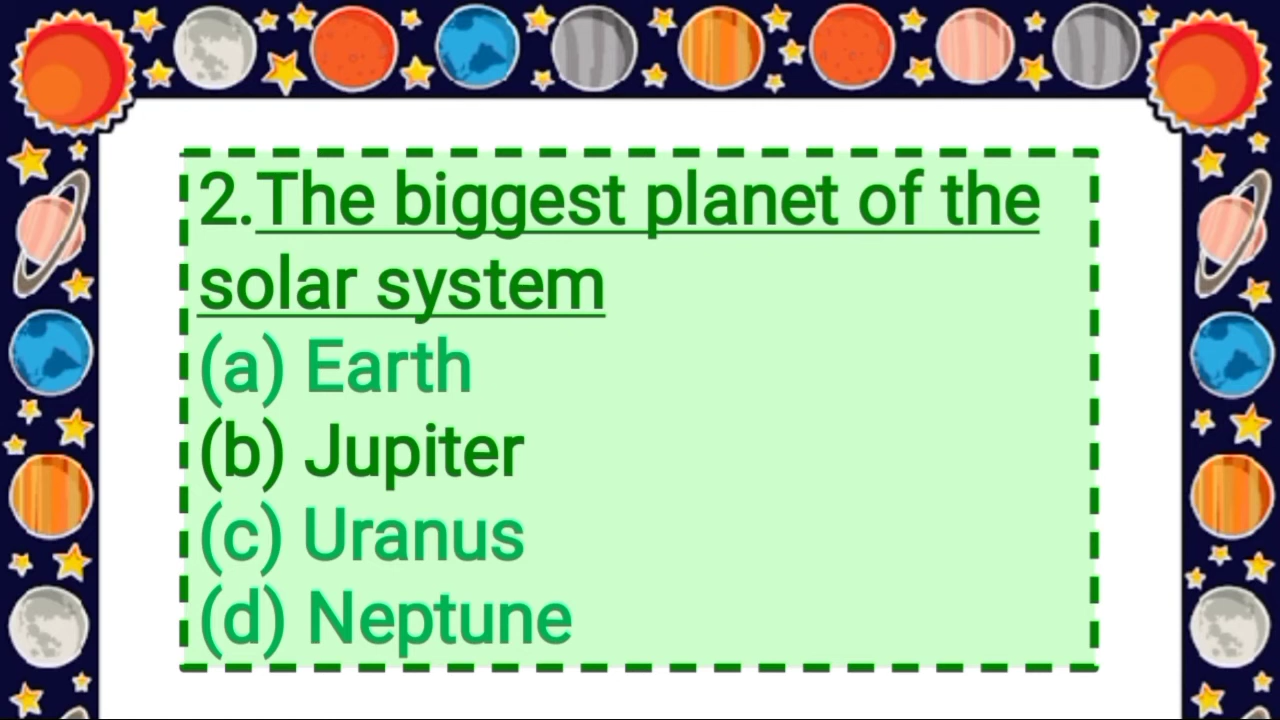 2.The biggest planet of the
solar system
(a) Earth
(b) Jupiter
(c) Uranus
(d) Neptune